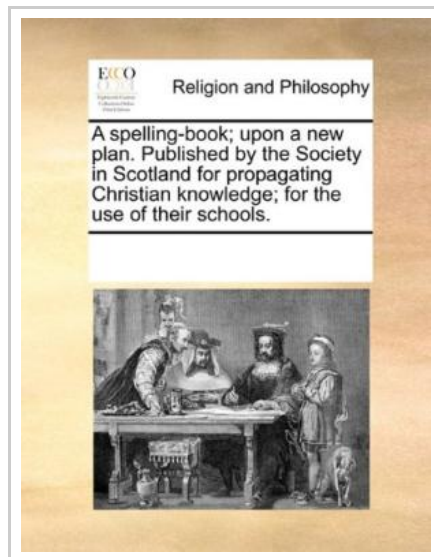 ECCO
Religion and Philosophy
A spelling-book; upon a new
plan. Published by the Society
in Scotland for propagating
Christian knowledge; for the
use of their schools.